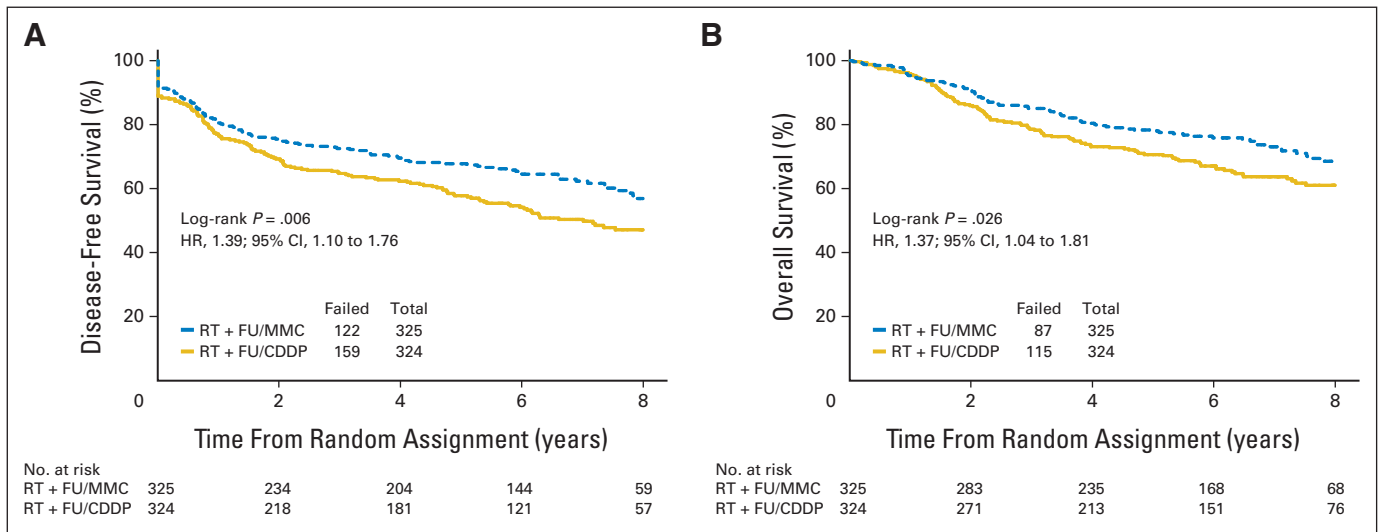 A
Disease-Free Survival (%)
100
80
60
40
20
0
2
4
6
8
Log-rank P = .006
HR, 1.39; 95% CI, 1.10 to 1.76
Failed Total
RT + FU/MMC 122 325
RT + FU/CDDP 159 324
Time From Random Assignment (years)
No. at risk
RT + FU/MMC 325 234 204 144 59
RT + FU/CDDP 324 218 181 121 57
B
Overall Survival (%)
100
80
60
40
20
0
2
4
6
8
Log-rank P = .026
HR, 1.37; 95% CI, 1.04 to 1.81
Failed Total
RT + FU/MMC 87 325
RT + FU/CDDP 115 324
Time From Random Assignment (years)
No. at risk
RT + FU/MMC 325 283 235 168 68
RT + FU/CDDP 324 271 213 151 76